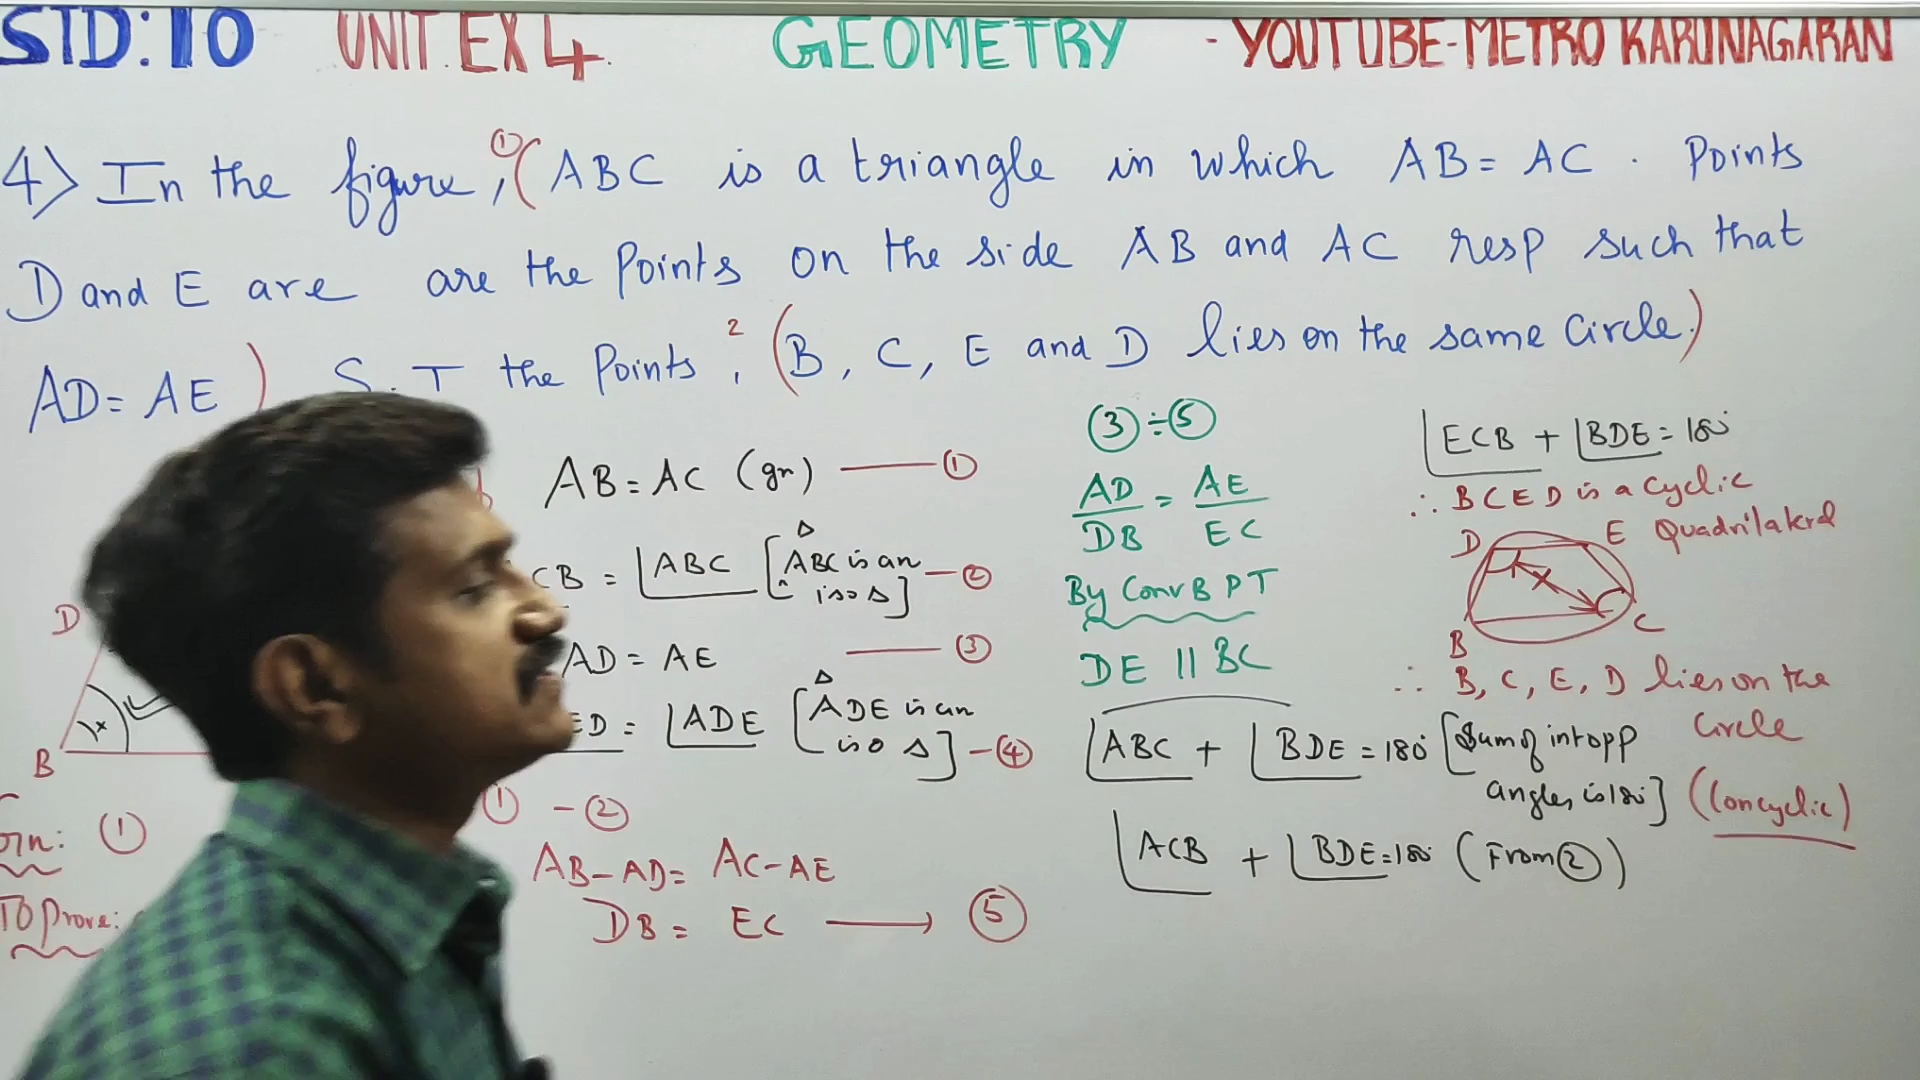 STD: 10 UNIT EX 4 GEOMETRY - YOUTUBE-METRO KARUNAGARAN
4) In the figure, ① (ABC is a triangle in which AB = AC . Points
D and E are are the Points on the side AB and AC resp such that
AD = AE ) S.T the Points , 2 (B, C, E and D lies on the same Circle.)
AB = AC (gn) ①
CB = ∠ABC [△ABC is an
iso △] - ②
AD = AE ③
ED = ∠ADE [△ADE is an
iso △] - ④
① - ②
AB - AD = AC - AE
DB = EC → ⑤
D
B
x
①
To Prove:
③ ÷ ⑤
AD/DB = AE/EC
By Conv B P T
DE || BC
∠ABC + ∠BDE = 180° [Sum of int opp
angles is 180°]
∠ACB + ∠BDE = 180° (From ②)
∠ECB + ∠BDE = 180°
∴ BCED is a cyclic
Quadrilateral
D E
B C
∴ B, C, E, D lies on the
Circle
(Concyclic)